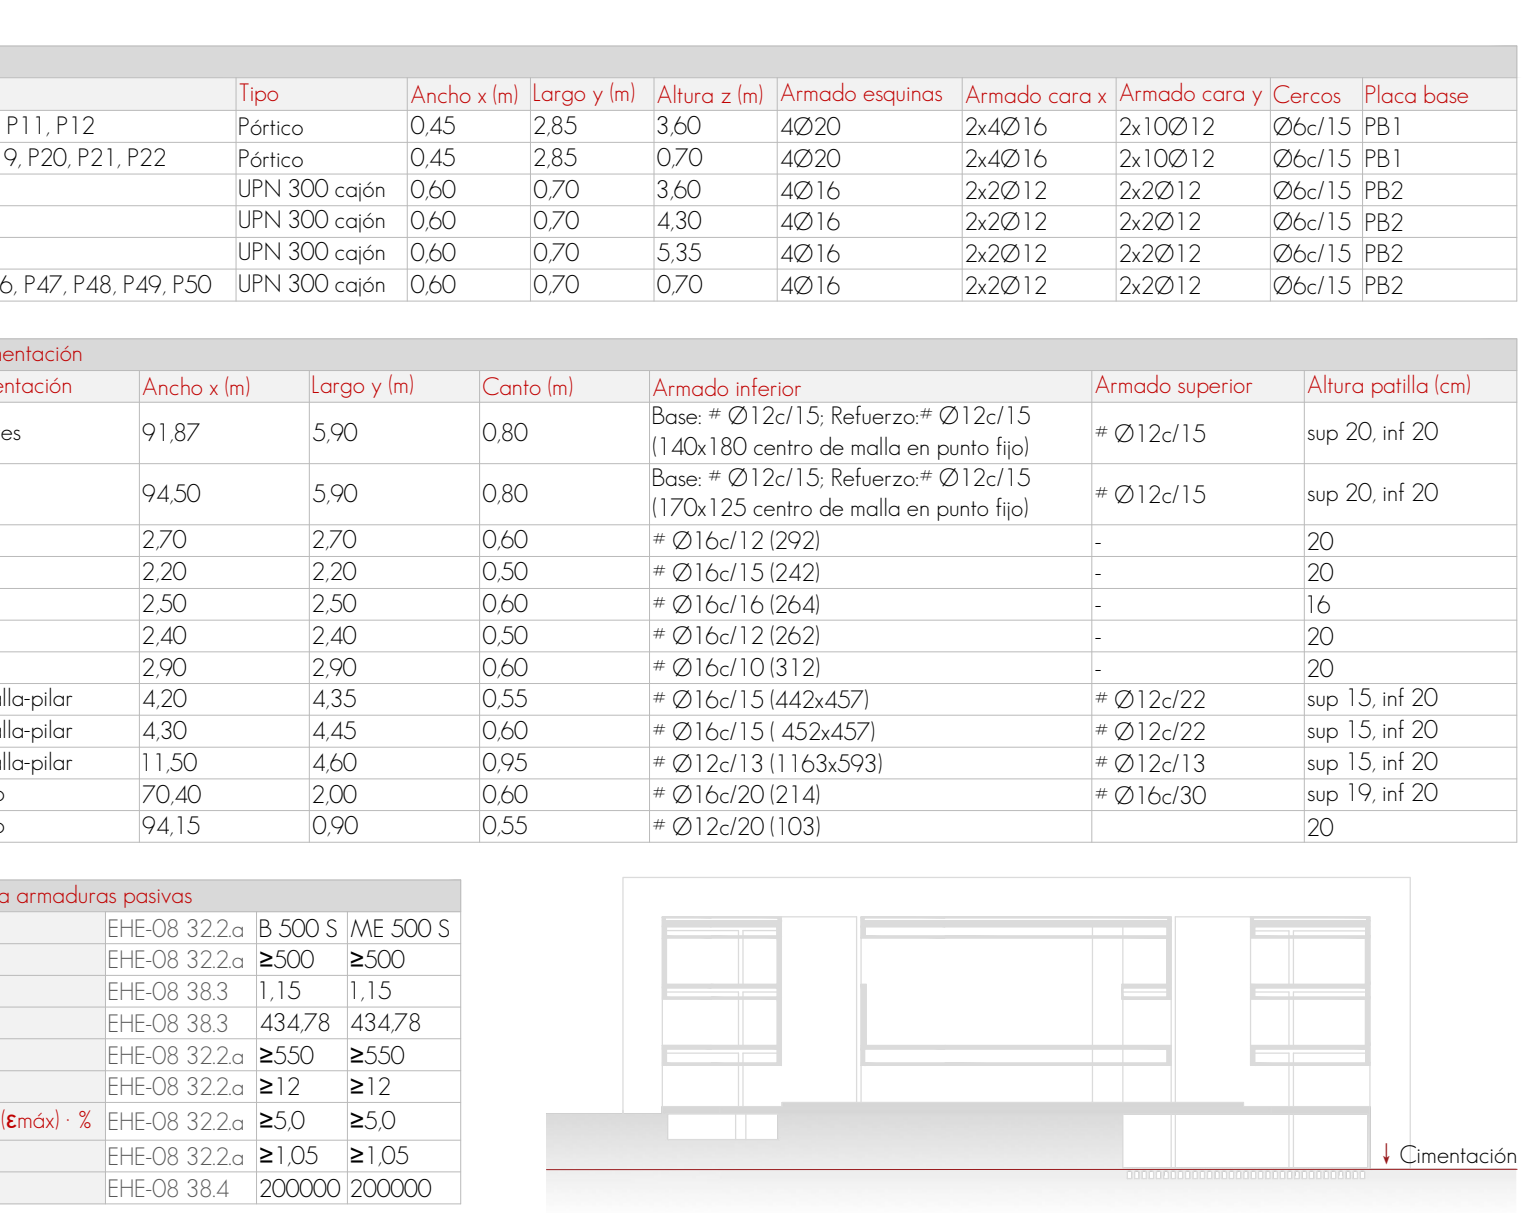 Tipo Ancho x (m) Largo y (m) Altura z (m) Armado esquinas Armado cara x Armado cara y Cercos Placa base
P11, P12 Pórtico 0,45 2,85 3,60 4Ø20 2x4Ø16 2x10Ø12 Ø6c/15 PB1
9, P20, P21, P22 Pórtico 0,45 2,85 0,70 4Ø20 2x4Ø16 2x10Ø12 Ø6c/15 PB1
UPN 300 cajón 0,60 0,70 3,60 4Ø16 2x2Ø12 2x2Ø12 Ø6c/15 PB2
UPN 300 cajón 0,60 0,70 4,30 4Ø16 2x2Ø12 2x2Ø12 Ø6c/15 PB2
UPN 300 cajón 0,60 0,70 5,35 4Ø16 2x2Ø12 2x2Ø12 Ø6c/15 PB2
6, P47, P48, P49, P50 UPN 300 cajón 0,60 0,70 0,70 4Ø16 2x2Ø12 2x2Ø12 Ø6c/15 PB2
entación
entación Ancho x (m) Largo y (m) Canto (m) Armado inferior Armado superior Altura patilla (cm)
es 91,87 5,90 0,80 Base: # Ø12c/15; Refuerzo:# Ø12c/15
(140x180 centro de malla en punto fijo) # Ø12c/15 sup 20, inf 20
94,50 5,90 0,80 Base: # Ø12c/15; Refuerzo:# Ø12c/15
(170x125 centro de malla en punto fijo) # Ø12c/15 sup 20, inf 20
2,70 2,70 0,60 # Ø16c/12 (292) - 20
2,20 2,20 0,50 # Ø16c/15 (242) - 20
2,50 2,50 0,60 # Ø16c/16 (264) - 16
2,40 2,40 0,50 # Ø16c/12 (262) - 20
2,90 2,90 0,60 # Ø16c/10 (312) - 20
lla-pilar 4,20 4,35 0,55 # Ø16c/15 (442x457) # Ø12c/22 sup 15, inf 20
lla-pilar 4,30 4,45 0,60 # Ø16c/15 ( 452x457) # Ø12c/22 sup 15, inf 20
lla-pilar 11,50 4,60 0,95 # Ø12c/13 (1163x593) # Ø12c/13 sup 15, inf 20
70,40 2,00 0,60 # Ø16c/20 (214) # Ø16c/30 sup 19, inf 20
94,15 0,90 0,55 # Ø12c/20 (103) 20
a armaduras pasivas
EHE-08 32.2.a B 500 S ME 500 S
EHE-08 32.2.a ≥500 ≥500
EHE-08 38.3 1,15 1,15
EHE-08 38.3 434,78 434,78
EHE-08 32.2.a ≥550 ≥550
EHE-08 32.2.a ≥12 ≥12
(εmáx) · % EHE-08 32.2.a ≥5,0 ≥5,0
EHE-08 32.2.a ≥1,05 ≥1,05
EHE-08 38.4 200000 200000
↓ Cimentación